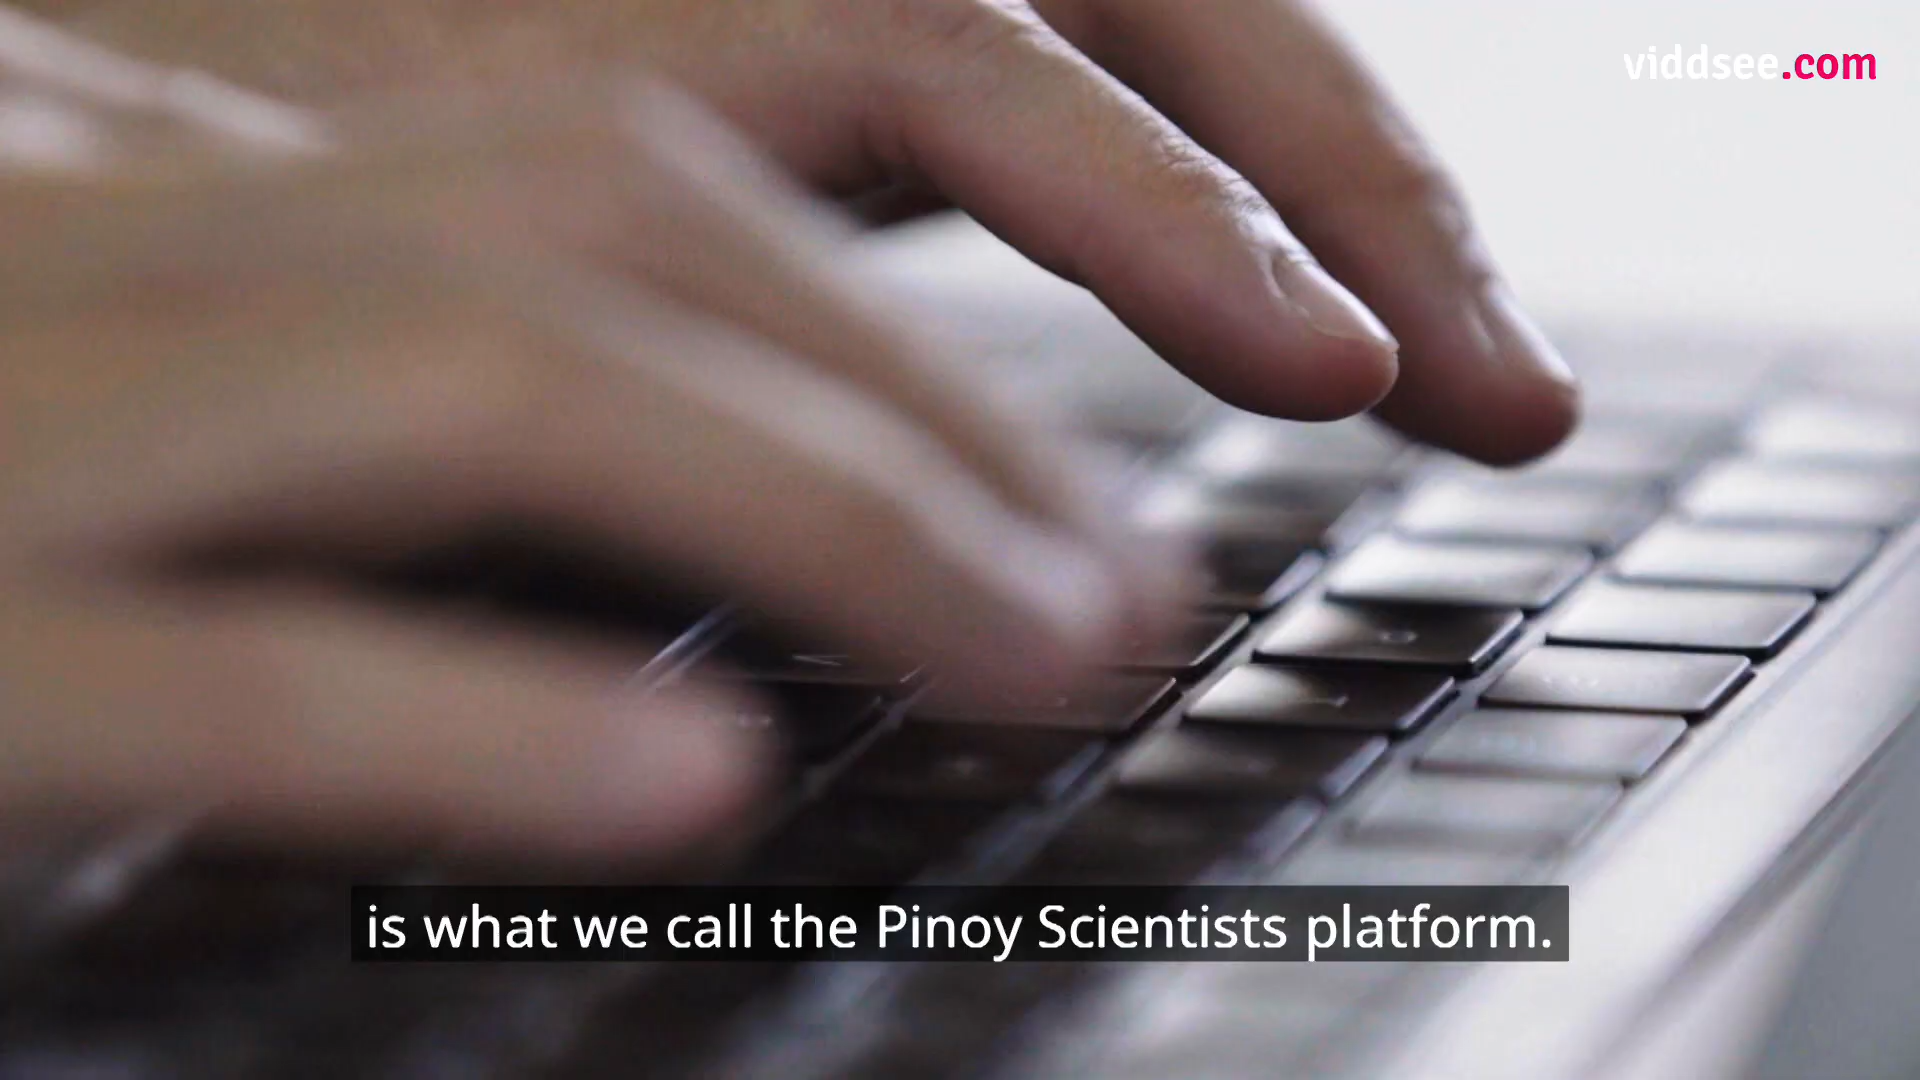 viddsee.com
is what we call the Pinoy Scientists platform.